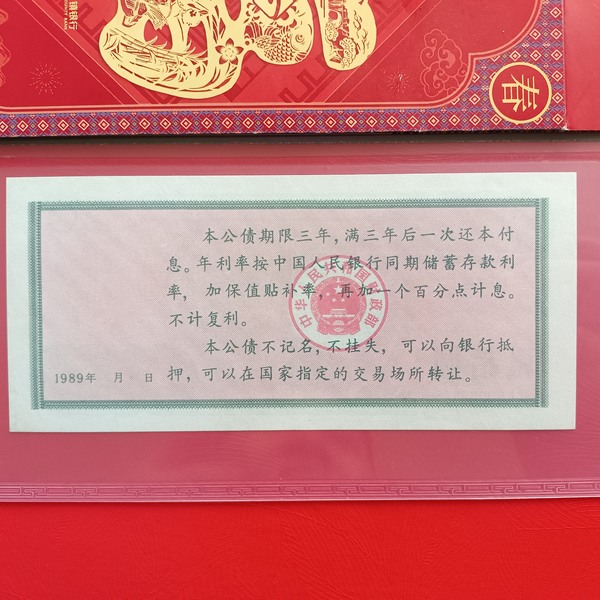 镇银行
春
本公债期限三年,满三年后一次还本付
息。年利率按中国人民银行同期储蓄存款利
率,加保值贴补率,再加一个百分点计息。
不计复利。
本公债不记名,不挂失,可以向银行抵
押,可以在国家指定的交易场所转让。
1989年 月 日
中华人民共和国财政部